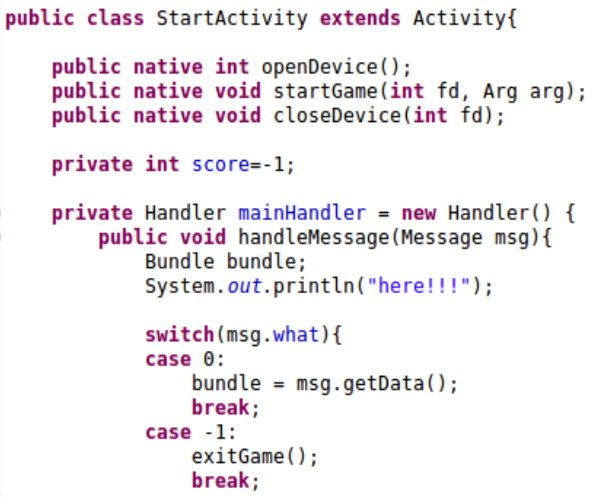 public class StartActivity extends Activity{
public native int openDevice();
public native void startGame(int fd, Arg arg);
public native void closeDevice(int fd);
private int score=-1;
private Handler mainHandler = new Handler() {
public void handleMessage(Message msg){
Bundle bundle;
System.out.println("here!!!");
switch(msg.what){
case 0:
bundle = msg.getData();
break;
case -1:
exitGame();
break;